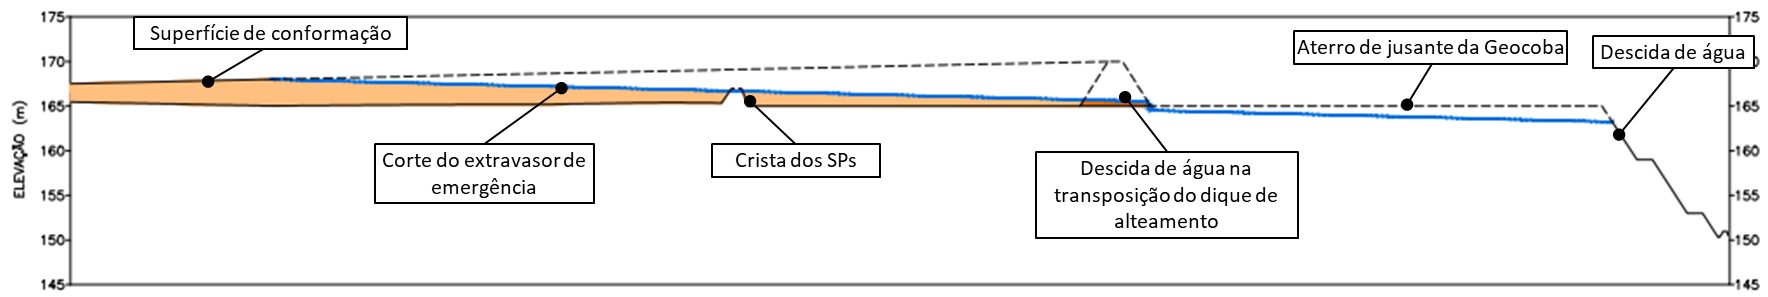 175
170
165
160
155
150
145
ELEVAÇÃO (m)
Superfície de conformação
Corte do extravasor de
emergência
Crista dos SPs
Descida de água na
transposição do dique de
alteamento
Aterro de jusante da Geocoba
Descida de água
175
165
160
155
150
145